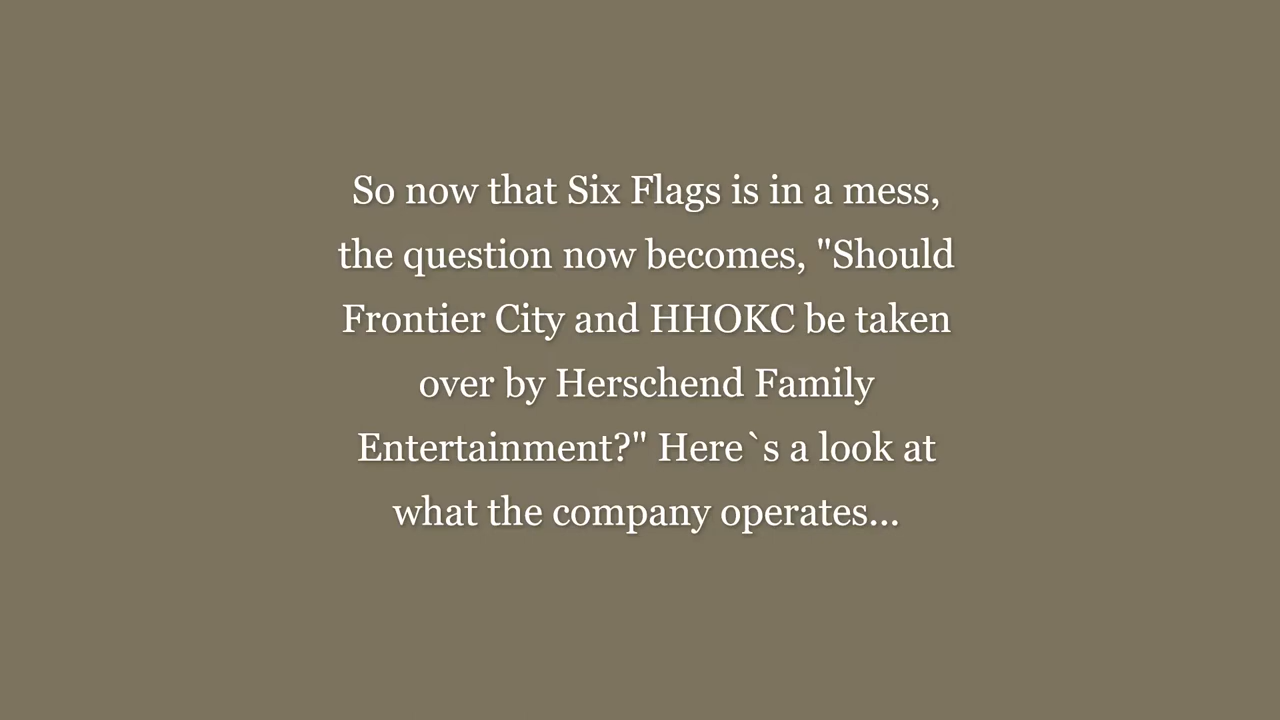 So now that Six Flags is in a mess,
the question now becomes, "Should
Frontier City and HHOKC be taken
over by Herschend Family
Entertainment?" Here`s a look at
what the company operates...